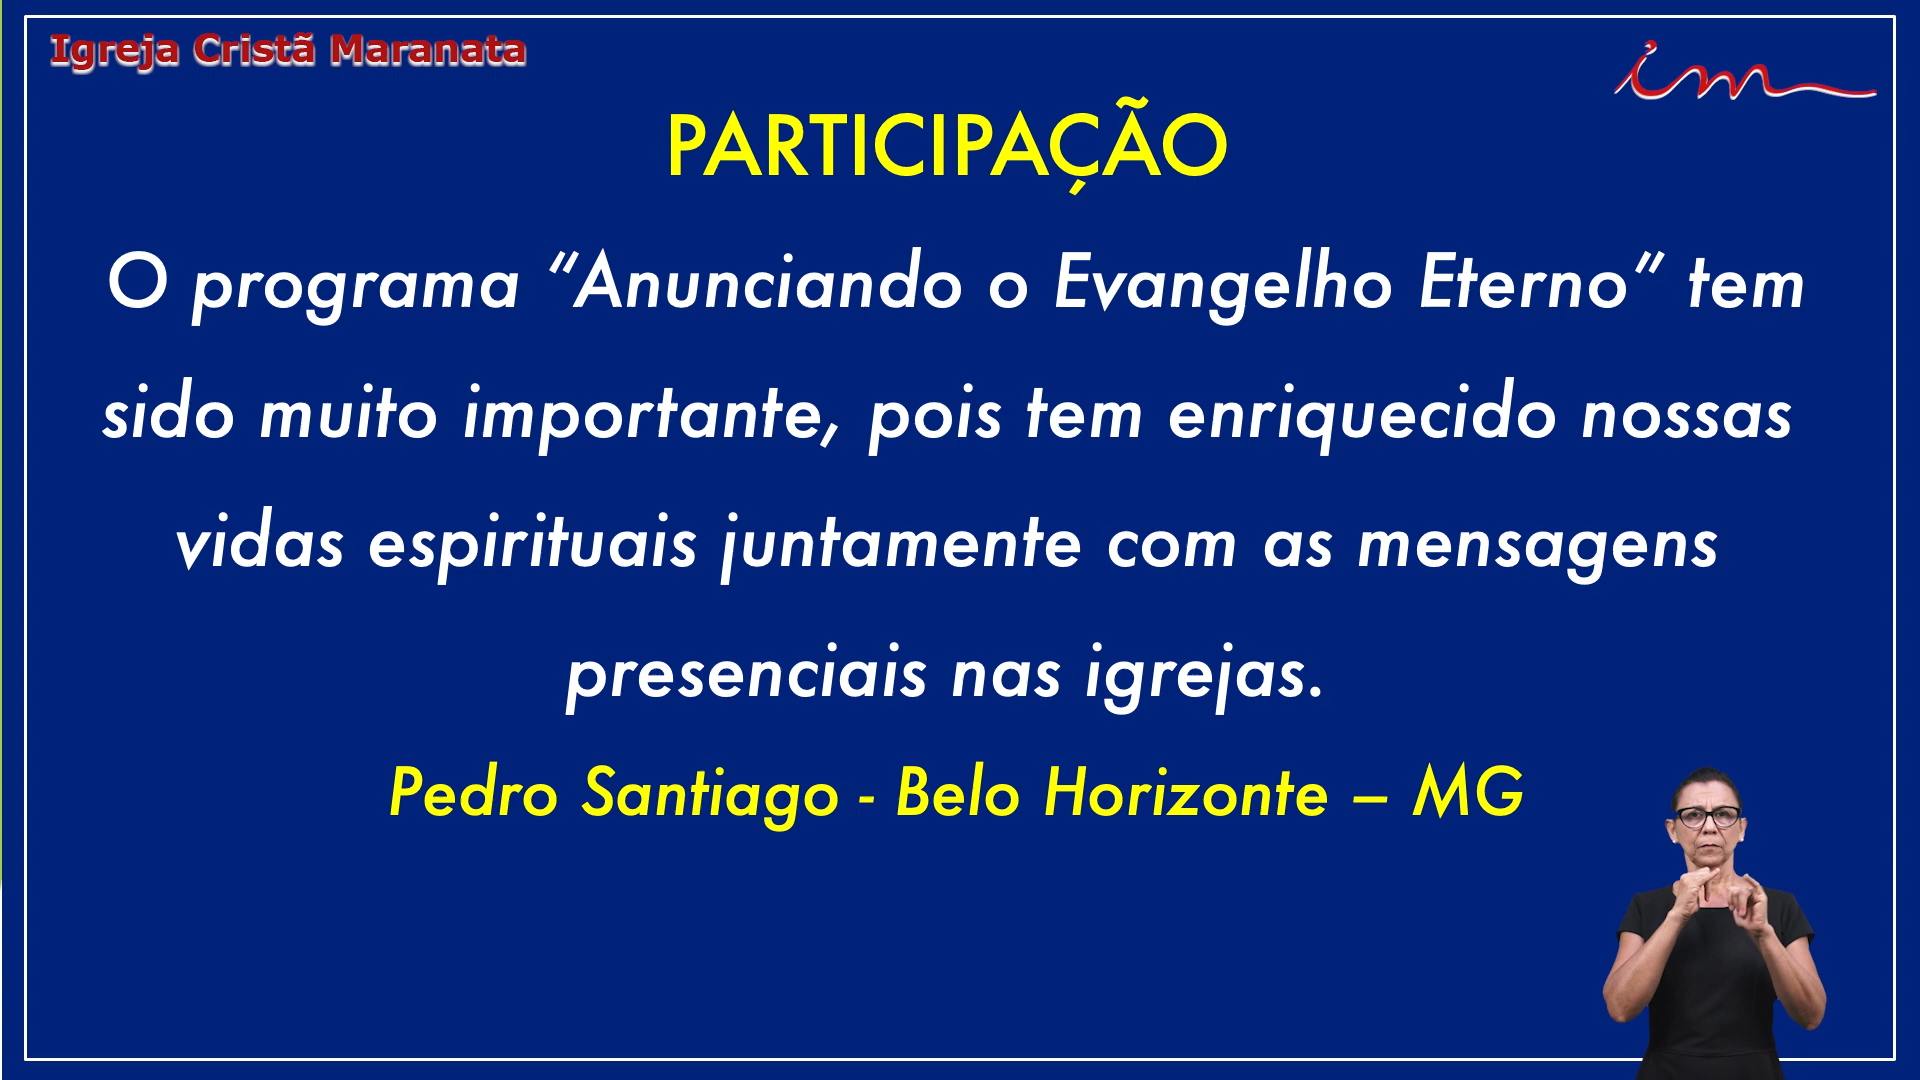 Igreja Cristã Maranata
im
PARTICIPAÇÃO
O programa “Anunciando o Evangelho Eterno” tem
sido muito importante, pois tem enriquecido nossas
vidas espirituais juntamente com as mensagens
presenciais nas igrejas.
Pedro Santiago - Belo Horizonte – MG